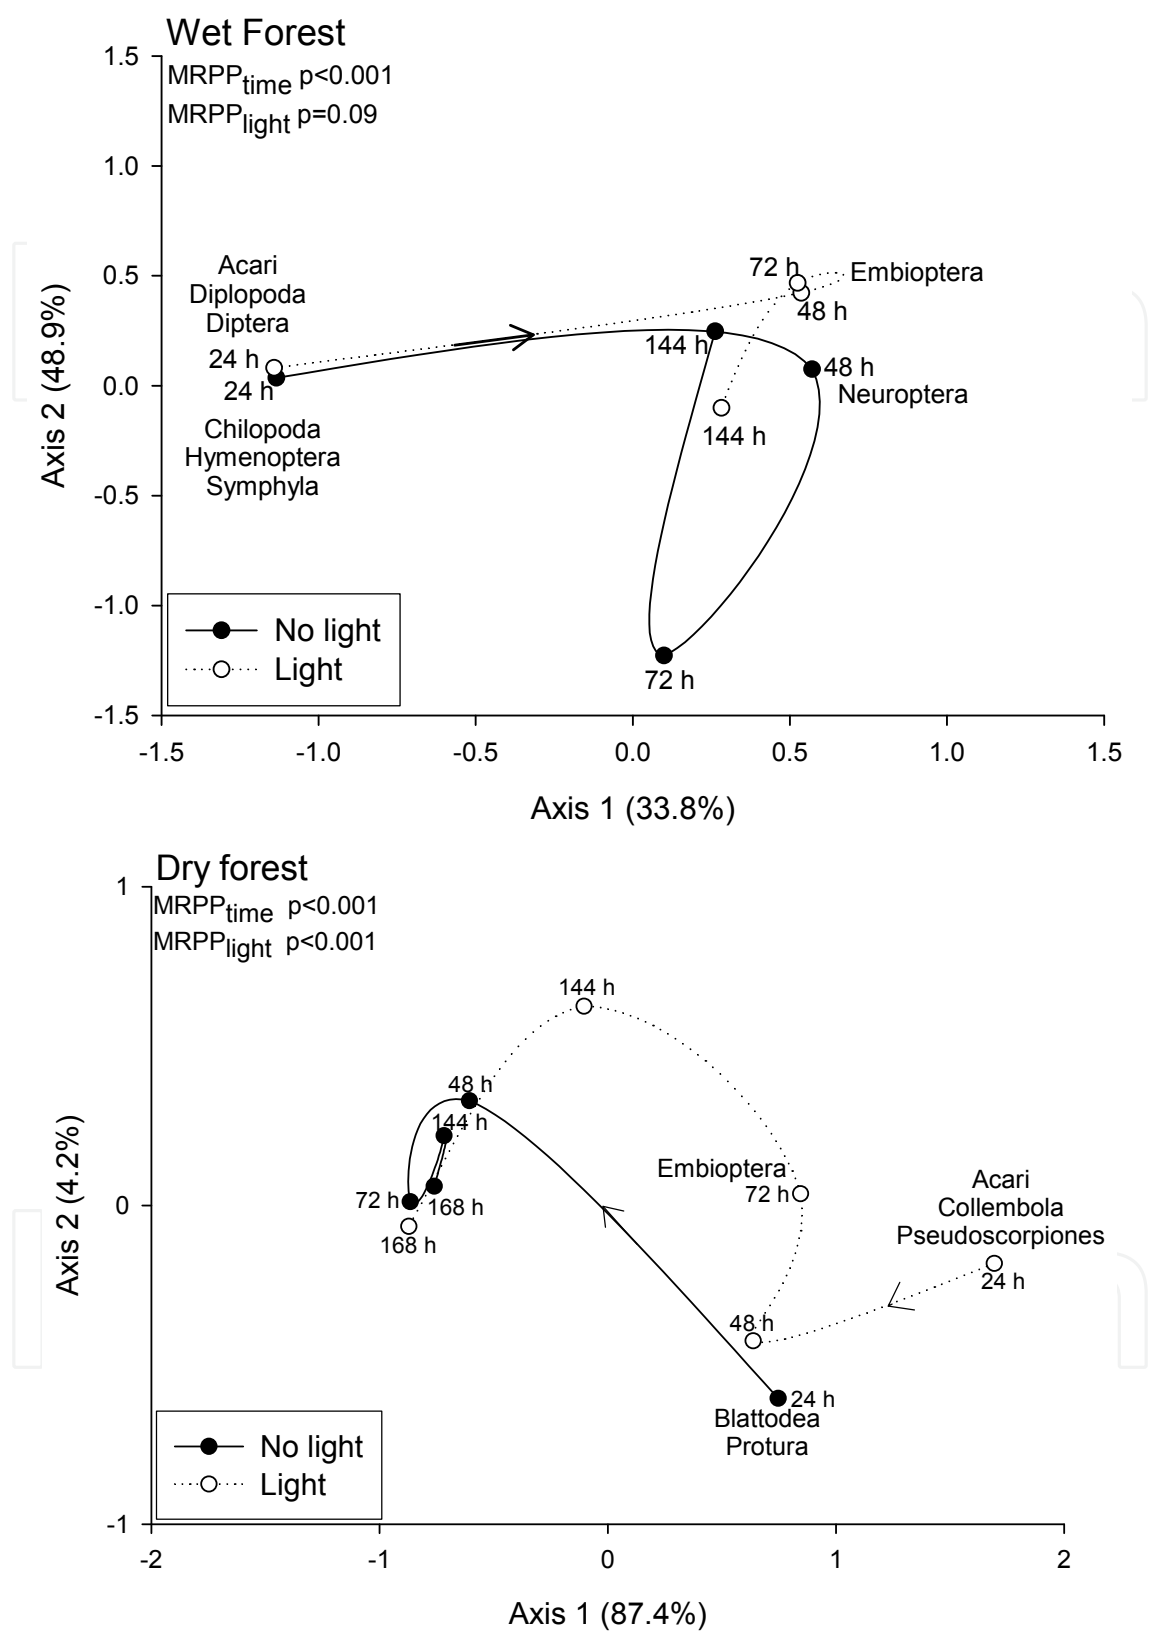 Wet Forest
MRPPtime p<0.001
MRPPlight p=0.09
1.5
1.0
0.5
0.0
-0.5
-1.0
-1.5
Axis 2 (48.9%)
Acari
Diplopoda
Diptera
24 h
24 h
Chilopoda
Hymenoptera
Symphyla
72 h
Embioptera
48 h
144 h
48 h
Neuroptera
144 h
72 h
No light
Light
-1.5 -1.0 -0.5 0.0 0.5 1.0 1.5
Axis 1 (33.8%)
Dry forest
MRPPtime p<0.001
MRPPlight p<0.001
1
0
-1
Axis 2 (4.2%)
144 h
48 h
144 h
72 h
168 h
168 h
Embioptera
72 h
Acari
Collembola
Pseudoscorpiones
24 h
48 h
24 h
Blattodea
Protura
No light
Light
-2 -1 0 1 2
Axis 1 (87.4%)